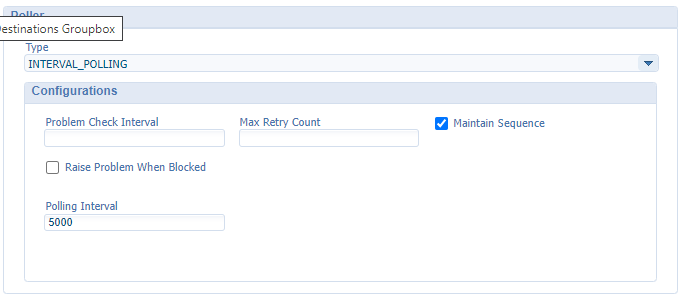 Poller
Destinations Groupbox
Type
INTERVAL_POLLING
Configurations
Problem Check Interval
Max Retry Count
Maintain Sequence
Raise Problem When Blocked
Polling Interval
5000